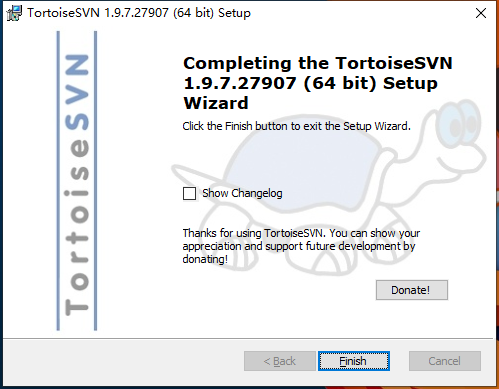 TortoiseSVN 1.9.7.27907 (64 bit) Setup
TortoiseSVN
Completing the TortoiseSVN
1.9.7.27907 (64 bit) Setup
Wizard
Click the Finish button to exit the Setup Wizard.
Show Changelog
Thanks for using TortoiseSVN. You can show your
appreciation and support future development by
donating!
Donate!
< Back
Finish
Cancel